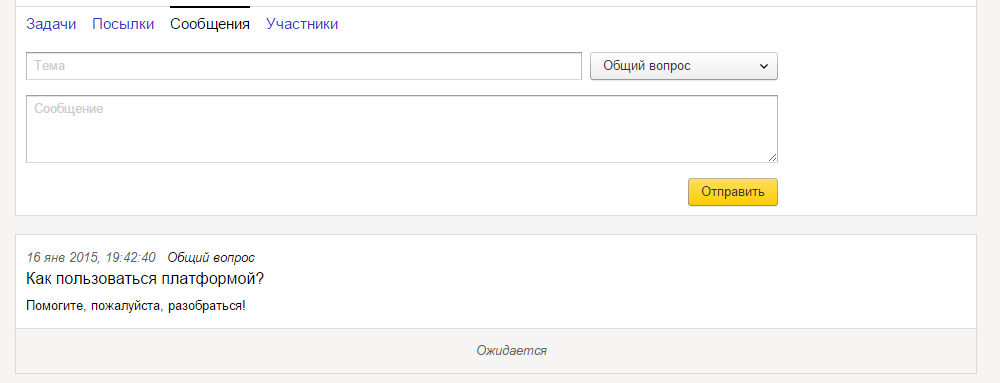 Задачи Посылки Сообщения Участники
Тема Общий вопрос
Сообщение
Отправить
16 янв 2015, 19:42:40 Общий вопрос
Как пользоваться платформой?
Помогите, пожалуйста, разобраться!
Ожидается